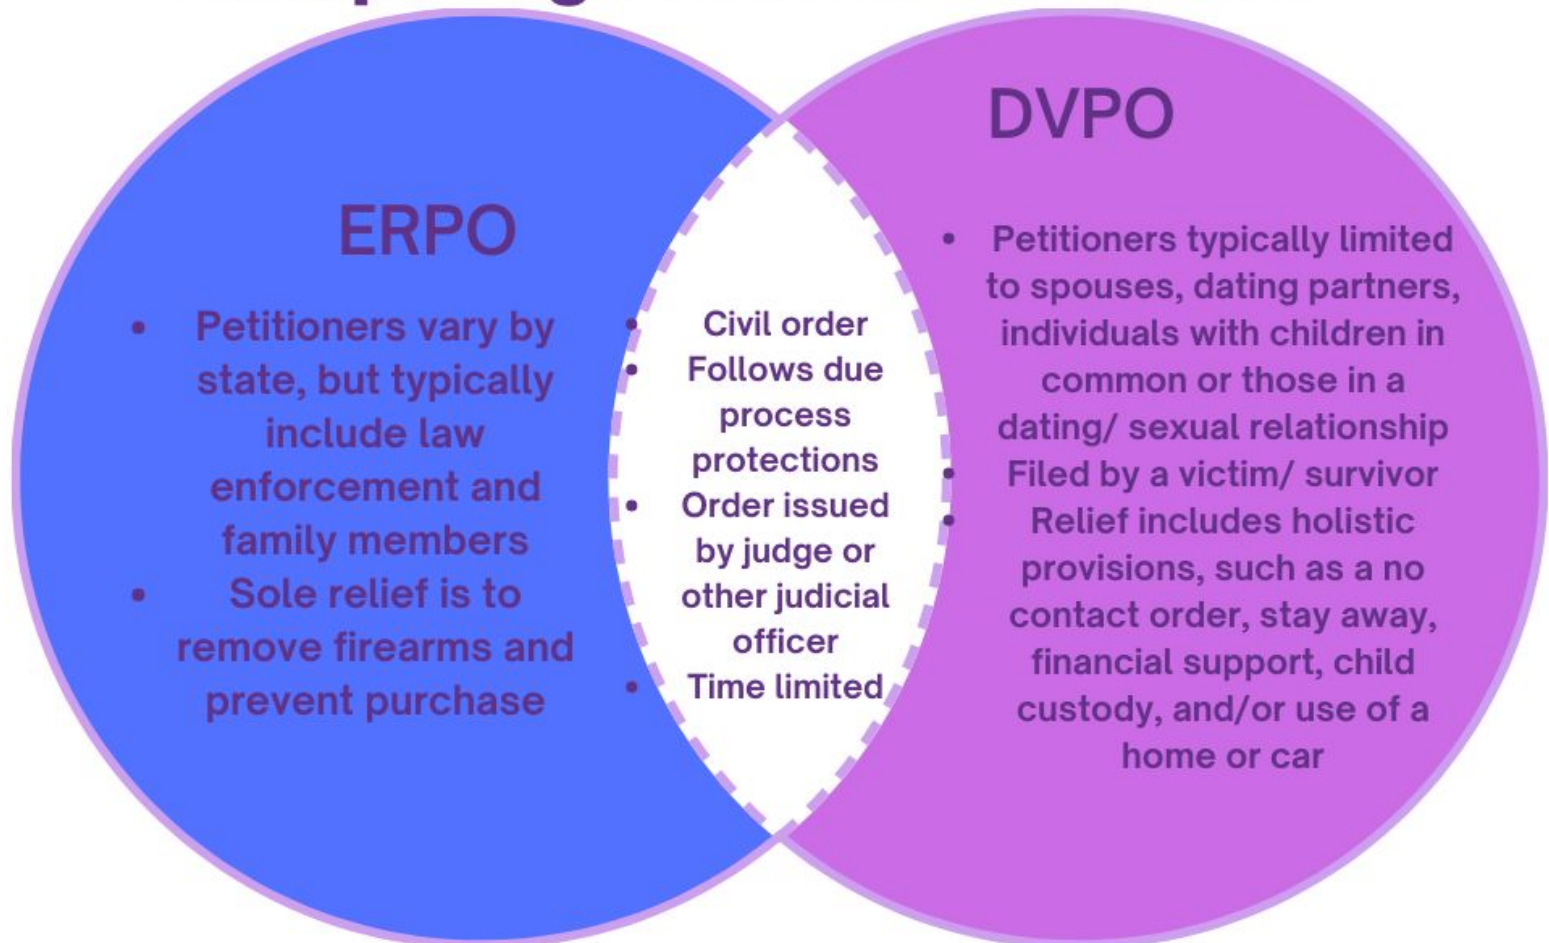 ERPO
• Petitioners vary by
state, but typically
include law
enforcement and
family members
• Sole relief is to
remove firearms and
prevent purchase
• Civil order
• Follows due
process
protections
• Order issued
by judge or
other judicial
officer
• Time limited
DVPO
• Petitioners typically limited
to spouses, dating partners,
individuals with children in
common or those in a
dating/ sexual relationship
• Filed by a victim/ survivor
• Relief includes holistic
provisions, such as a no
contact order, stay away,
financial support, child
custody, and/or use of a
home or car